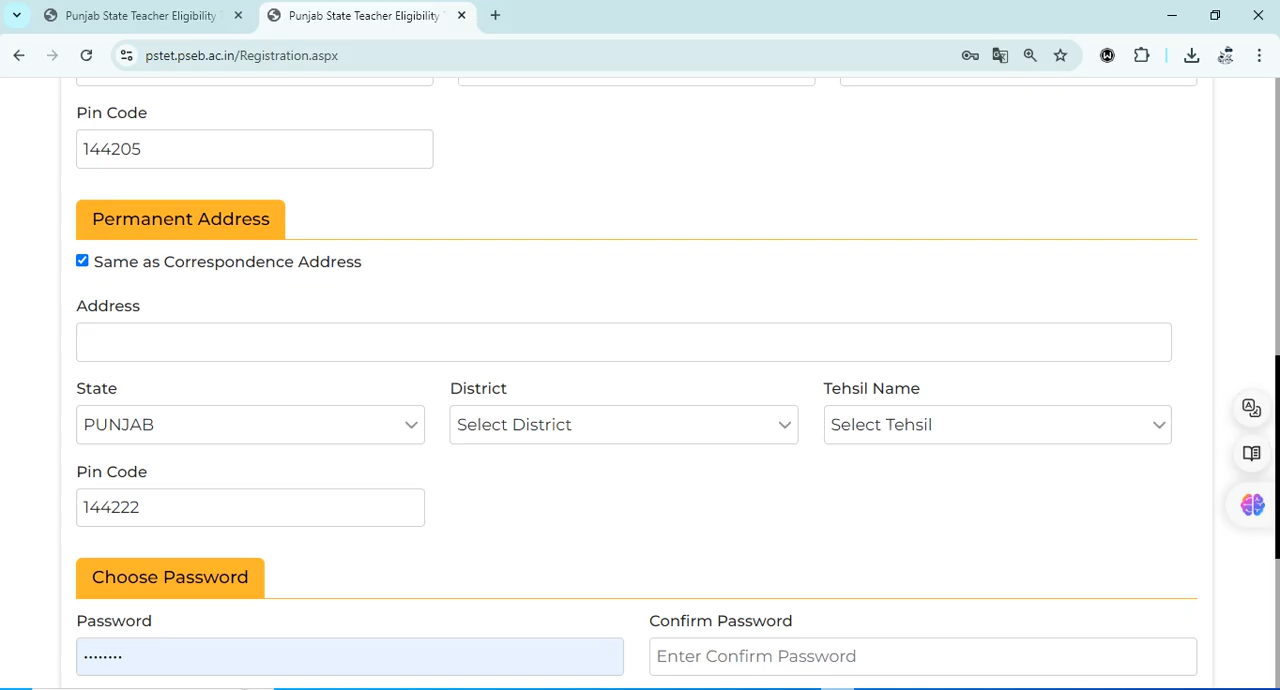 Punjab State Teacher Eligibility
Punjab State Teacher Eligibility
pstet.pseb.ac.in/Registration.aspx
Pin Code
144205
Permanent Address
Same as Correspondence Address
Address
State
District
Tehsil Name
PUNJAB
Select District
Select Tehsil
Pin Code
144222
Choose Password
Password
Confirm Password
••••••••
Enter Confirm Password